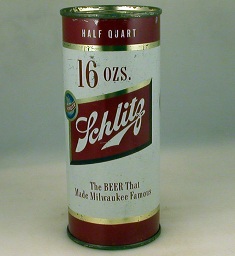 HALF QUART
16 ozs.
Schlitz
The BEER That
Made Milwaukee Famous